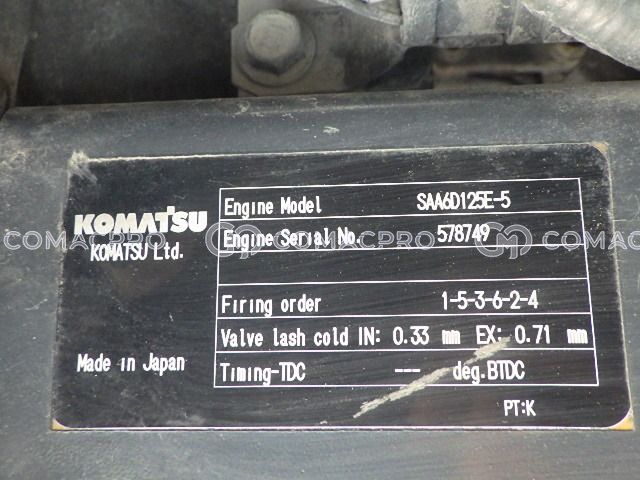 KOMATSU
KOMATSU Ltd.
Made in Japan
Engine Model SAA6D125E-5
Engine Serial No. 578749
Firing order 1-5-3-6-2-4
Valve lash cold IN: 0.33 mm EX: 0.71 mm
Timing-TDC --- deg.BTDC
PT:K
COMACPRO COMACPRO COMACPRO